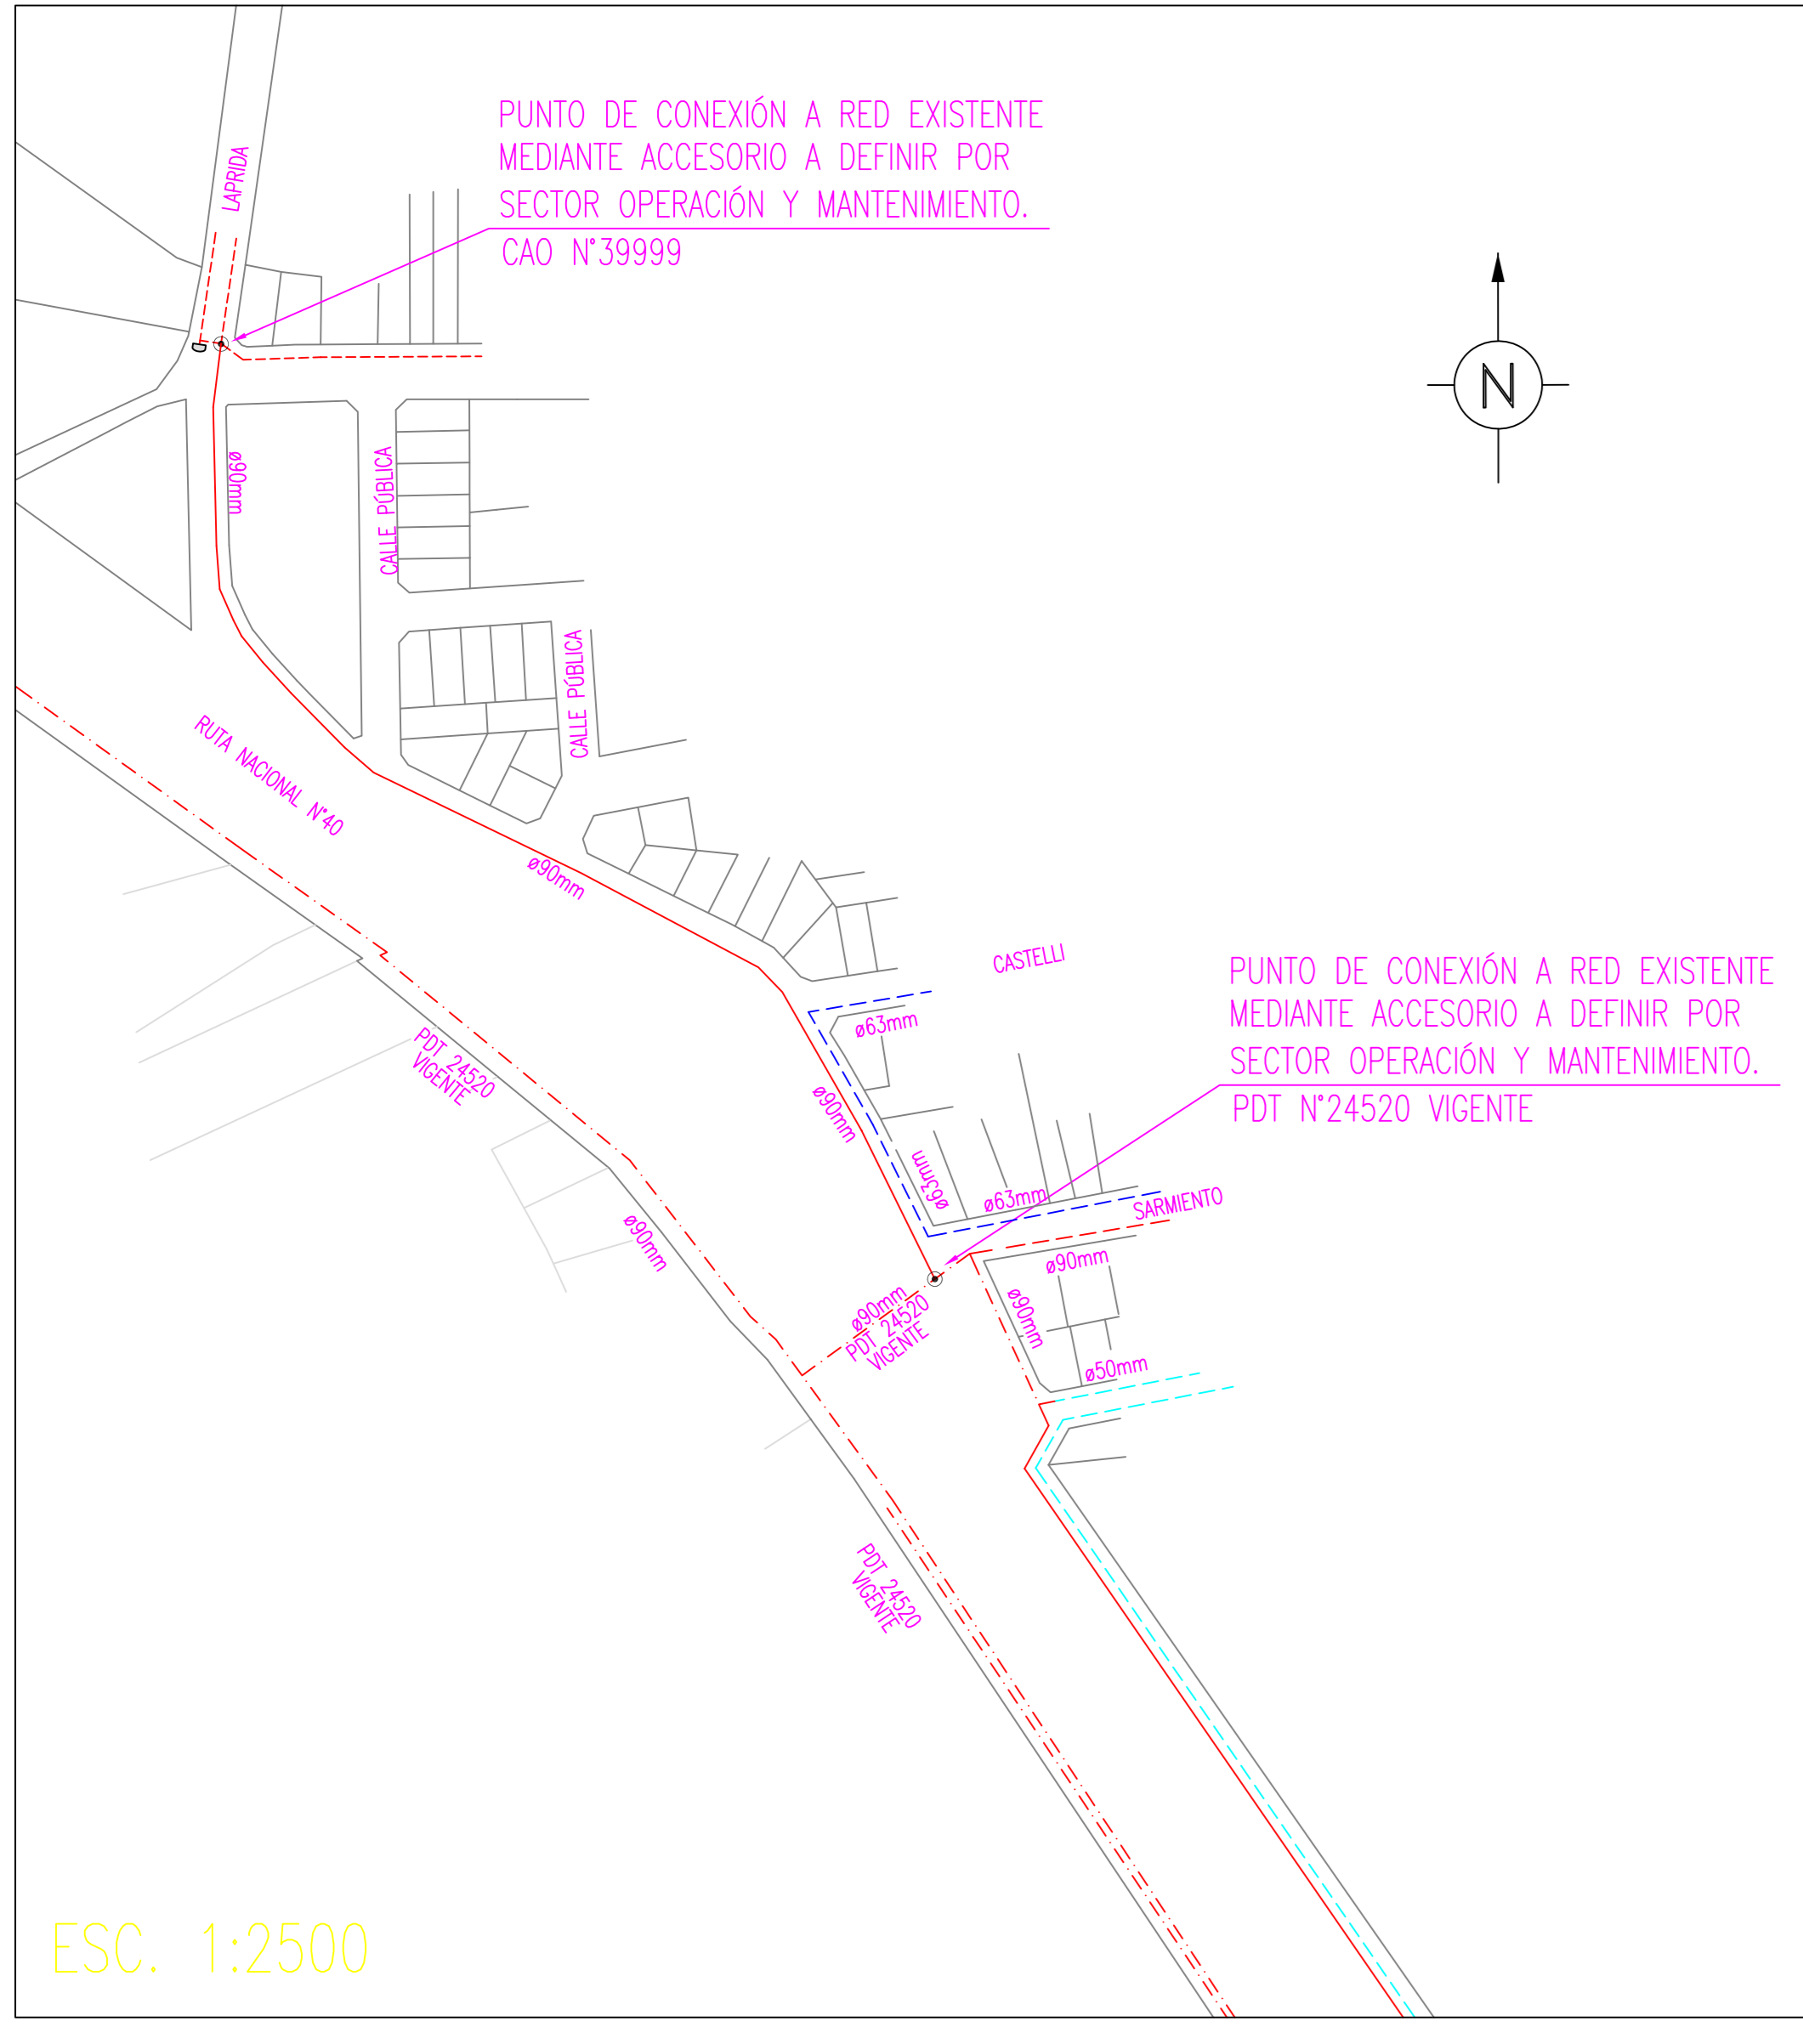 PUNTO DE CONEXIÓN A RED EXISTENTE
MEDIANTE ACCESORIO A DEFINIR POR
SECTOR OPERACIÓN Y MANTENIMIENTO.
CAO N°39999
LAPRIDA
N
ø90mm
CALLE PÚBLICA
CALLE PÚBLICA
RUTA NACIONAL N°40
ø90mm
CASTELLI
PUNTO DE CONEXIÓN A RED EXISTENTE
MEDIANTE ACCESORIO A DEFINIR POR
SECTOR OPERACIÓN Y MANTENIMIENTO.
PDT N°24520 VIGENTE
ø63mm
PDT 24520
VIGENTE
ø90mm
ø63mm
ø63mm
SARMIENTO
ø90mm
ø90mm
ø90mm
PDT 24520
VIGENTE
ø90mm
ø50mm
PDT 24520
VIGENTE
ESC. 1:2500